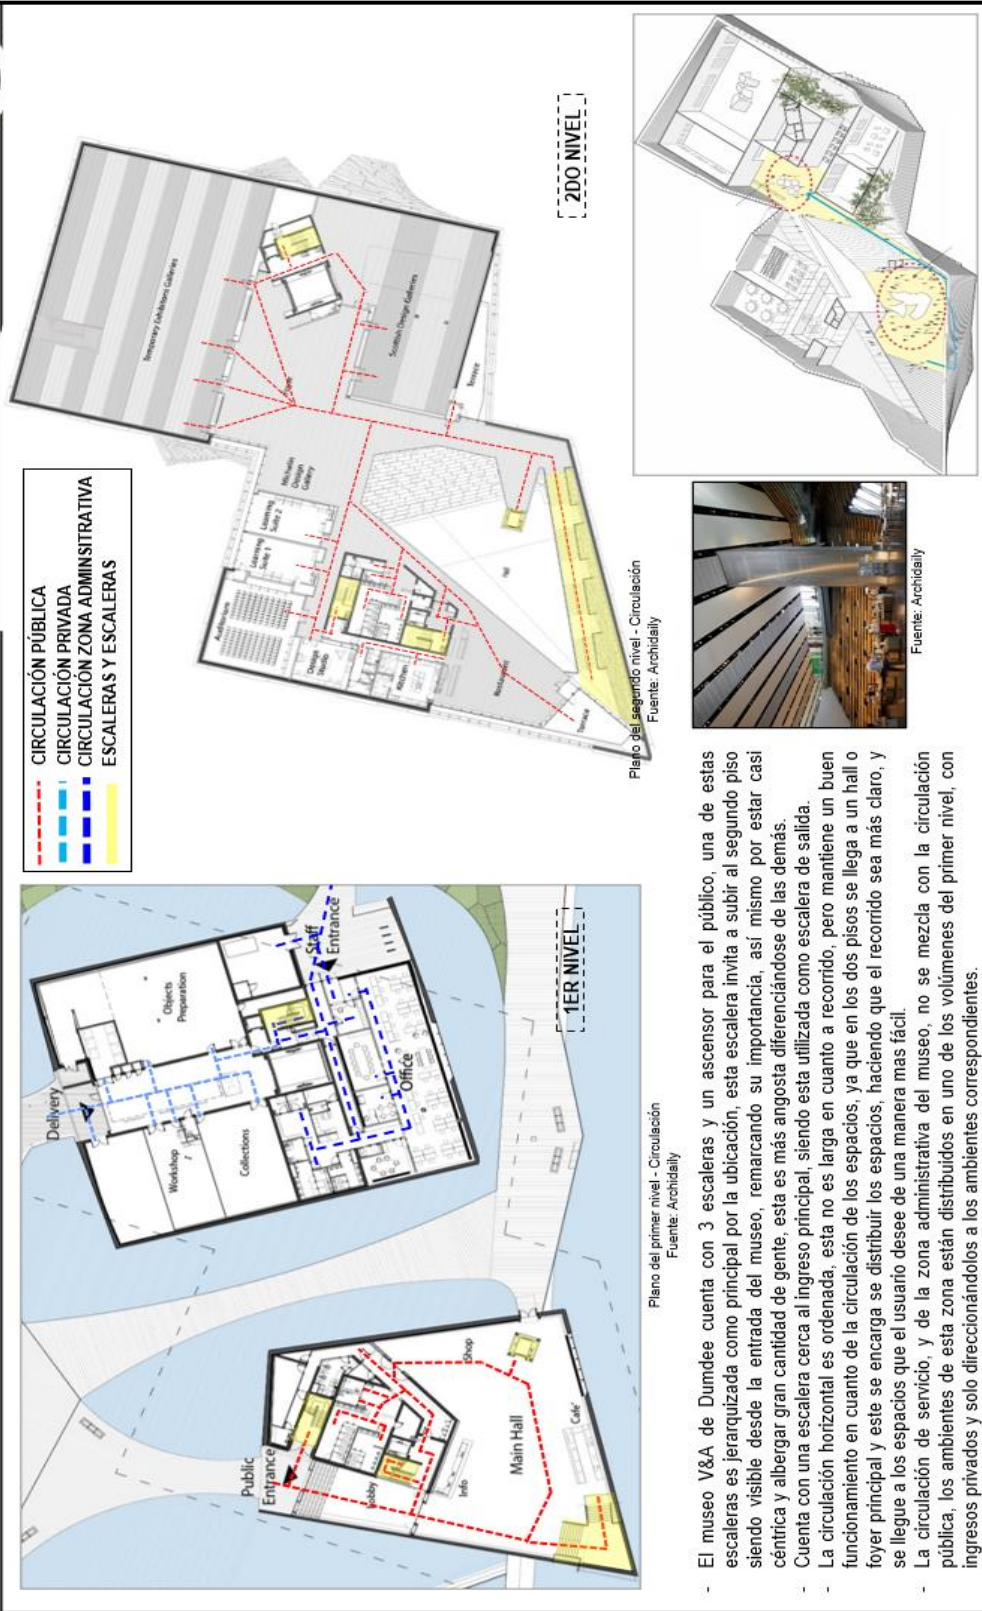 CIRCULACIÓN PÚBLICA
CIRCULACIÓN PRIVADA
CIRCULACIÓN ZONA ADMINSITRATIVA
ESCALERAS Y ESCALERAS
Delivery
Objects
Preparation
Workshop
Collections
Staff
Entrance
Office
Public
Entrance
Lobby
Info
Shop
Main Hall
Cafe'
1ER NIVEL
Plano del primer nivel - Circulación
Fuente: Archidaily
Temporary Exhibitions Galleries
Scottish Design Galleries
Terrace
Michelin
Design
Gallery
Learning
Suite 2
Learning
Suite 1
Auditorium
Design
Studio
Kitchen
Restaurant
Hall
Terrace
2DO NIVEL
Plano del segundo nivel - Circulación
Fuente: Archidaily
Fuente: Archidaily
- El museo V&A de Dumdee cuenta con 3 escaleras y un ascensor para el público, una de estas
escaleras es jerarquizada como principal por la ubicación, esta escalera invita a subir al segundo piso
siendo visible desde la entrada del museo, remarcando su importancia, así mismo por estar casi
céntrica y albergar gran cantidad de gente, esta es más angosta diferenciándose de las demás.
- Cuenta con una escalera cerca al ingreso principal, siendo esta utilizada como escalera de salida.
- La circulación horizontal es ordenada, esta no es larga en cuanto a recorrido, pero mantiene un buen
funcionamiento en cuanto de la circulación de los espacios, ya que en los dos pisos se llega a un hall o
foyer principal y este se encarga se distribuir los espacios, haciendo que el recorrido sea más claro, y
se llegue a los espacios que el usuario desee de una manera mas fácil.
- La circulación de servicio, y de la zona administrativa del museo, no se mezcla con la circulación
pública, los ambientes de esta zona están distribuidos en uno de los volúmenes del primer nivel, con
ingresos privados y solo direccionándolos a los ambientes correspondientes.